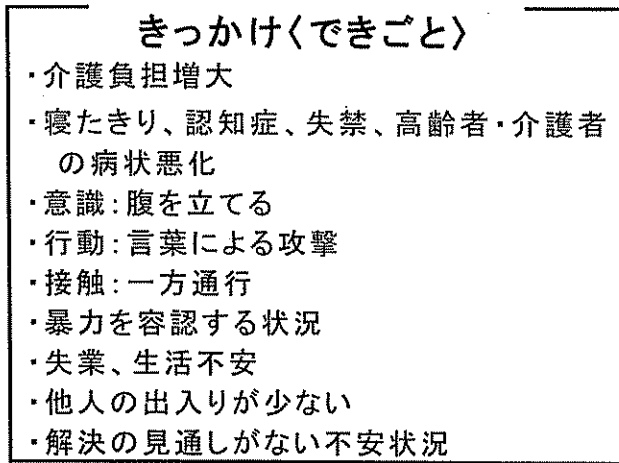 きっかけ〈できごと〉
・介護負担増大
・寝たきり、認知症、失禁、高齢者・介護者
の病状悪化
・意識：腹を立てる
・行動：言葉による攻撃
・接触：一方通行
・暴力を容認する状況
・失業、生活不安
・他人の出入りが少ない
・解決の見通しがない不安状況